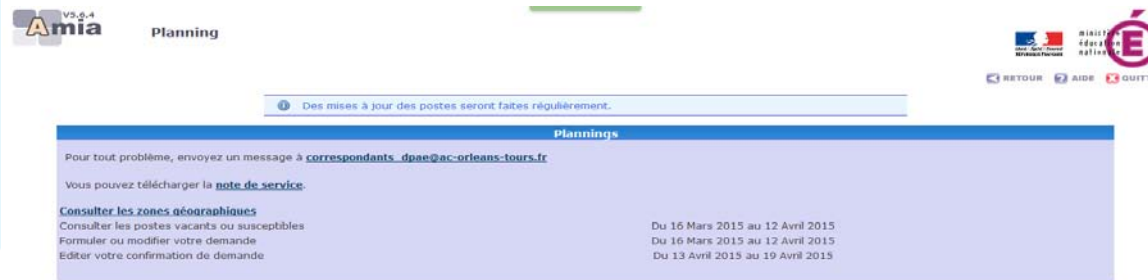 V5.6.4
Amia
Planning
RÉPUBLIQUE FRANÇAISE
RETOUR AIDE
Des mises à jour des postes seront faites régulièrement.
Plannings
Pour tout problème, envoyez un message à correspondants_dpae@ac-orleans-tours.fr
Vous pouvez télécharger la note de service.
Consulter les zones géographiques
Consulter les postes vacants ou susceptibles Du 16 Mars 2015 au 12 Avril 2015
Formuler ou modifier votre demande Du 16 Mars 2015 au 12 Avril 2015
Editer votre confirmation de demande Du 13 Avril 2015 au 19 Avril 2015